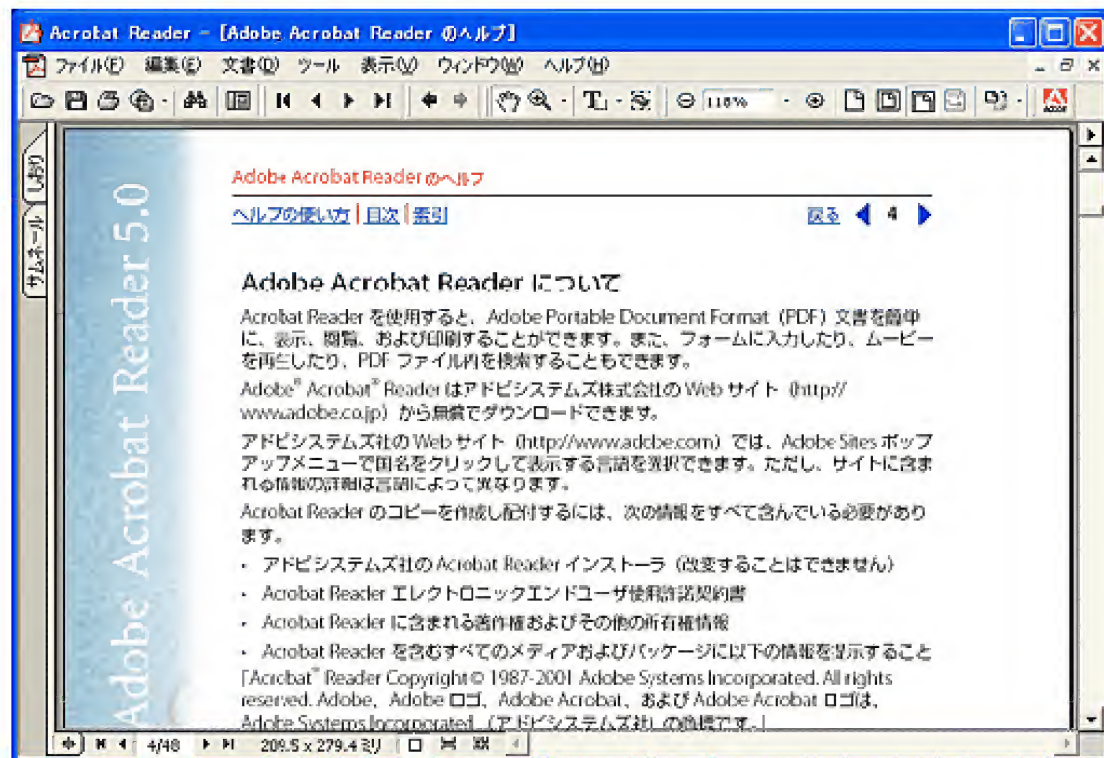 Acrobat Reader - [Adobe Acrobat Reader のヘルプ]
ファイル(F) 編集(E) 文書(D) ツール 表示(V) ウィンドウ(W) ヘルプ(H)
118%
しおり
サムネール
Adobe Acrobat Reader 5.0
Adobe Acrobat Reader のヘルプ
ヘルプの使い方 | 目次 | 索引
戻る 4
Adobe Acrobat Reader について
Acrobat Reader を使用すると、Adobe Portable Document Format（PDF）文書を簡単
に、表示、閲覧、および印刷することができます。また、フォームに入力したり、ムービー
を再生したり、PDF ファイル内を検索することもできます。
Adobe® Acrobat® Reader はアドビシステムズ株式会社の Web サイト（http://
www.adobe.co.jp）から無償でダウンロードできます。
アドビシステムズ社の Web サイト（http://www.adobe.com）では、Adobe Sites ポップ
アップメニューで国名をクリックして表示する言語を選択できます。ただし、サイトに含ま
れる情報の詳細は言語によって異なります。
Acrobat Reader のコピーを作成し配付するには、次の情報をすべて含んでいる必要があり
ます。
• アドビシステムズ社の Acrobat Reader インストーラ（改変することはできません）
• Acrobat Reader エレクトロニックエンドユーザ使用許諾契約書
• Acrobat Reader に含まれる著作権およびその他の所有権情報
• Acrobat Reader を含むすべてのメディアおよびパッケージに以下の情報を提示すること
「Acrobat® Reader Copyright © 1987-2001 Adobe Systems Incorporated. All rights
reserved. Adobe、Adobe ロゴ、Adobe Acrobat、および Adobe Acrobat ロゴは、
Adobe Systems Incorporated （アドビシステムズ社）の商標です。」
4/48 209.5 x 279.4 ミリ